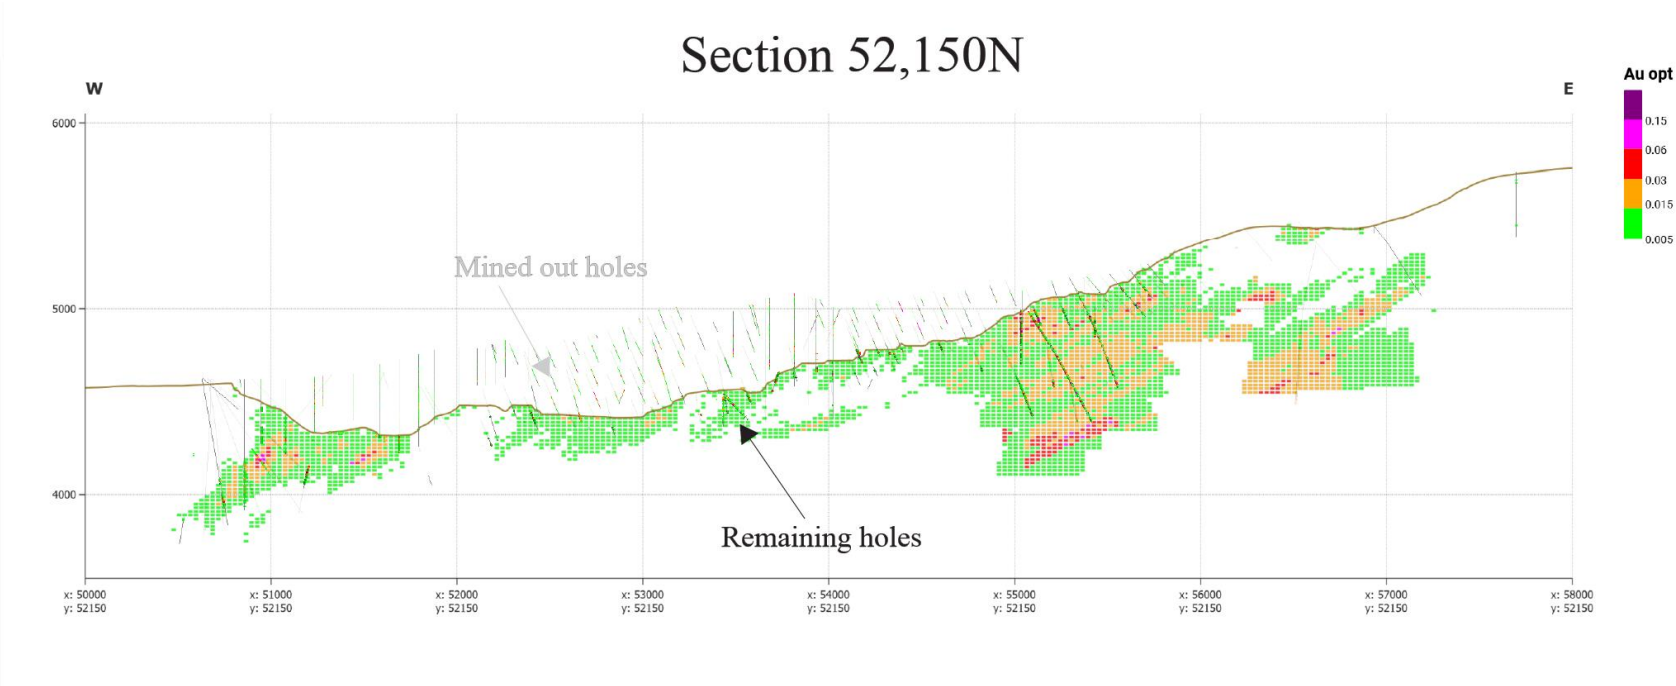 Section 52,150N
W
E
Au opt
0.15
0.06
0.03
0.015
0.005
6000
5000
4000
Mined out holes
Remaining holes
x: 50000
y: 52150
x: 51000
y: 52150
x: 52000
y: 52150
x: 53000
y: 52150
x: 54000
y: 52150
x: 55000
y: 52150
x: 56000
y: 52150
x: 57000
y: 52150
x: 58000
y: 52150